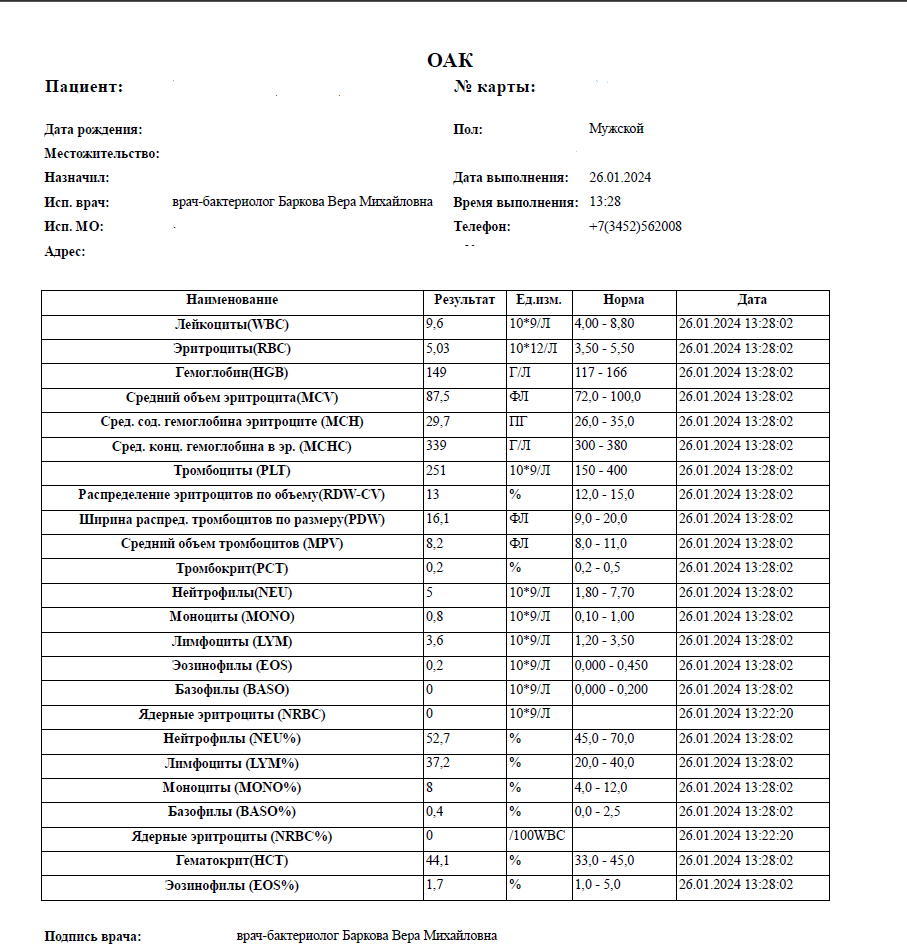 ОАК
Пациент: № карты:
Дата рождения: Пол: Мужской
Местожительство:
Назначил: Дата выполнения: 26.01.2024
Исп. врач: врач-бактериолог Баркова Вера Михайловна Время выполнения: 13:28
Исп. МО: Телефон: +7(3452)562008
Адрес:
Наименование Результат Ед.изм. Норма Дата
Лейкоциты(WBC) 9,6 10*9/Л 4,00 - 8,80 26.01.2024 13:28:02
Эритроциты(RBC) 5,03 10*12/Л 3,50 - 5,50 26.01.2024 13:28:02
Гемоглобин(HGB) 149 Г/Л 117 - 166 26.01.2024 13:28:02
Средний объем эритроцита(MCV) 87,5 ФЛ 72,0 - 100,0 26.01.2024 13:28:02
Сред. сод. гемоглобина эритроците (MCH) 29,7 ПГ 26,0 - 35,0 26.01.2024 13:28:02
Сред. конц. гемоглобина в эр. (MCHC) 339 Г/Л 300 - 380 26.01.2024 13:28:02
Тромбоциты (PLT) 251 10*9/Л 150 - 400 26.01.2024 13:28:02
Распределение эритроцитов по объему(RDW-CV) 13 % 12,0 - 15,0 26.01.2024 13:28:02
Ширина распред. тромбоцитов по размеру(PDW) 16,1 ФЛ 9,0 - 20,0 26.01.2024 13:28:02
Средний объем тромбоцитов (MPV) 8,2 ФЛ 8,0 - 11,0 26.01.2024 13:28:02
Тромбокрит(PCT) 0,2 % 0,2 - 0,5 26.01.2024 13:28:02
Нейтрофилы(NEU) 5 10*9/Л 1,80 - 7,70 26.01.2024 13:28:02
Моноциты (MONO) 0,8 10*9/Л 0,10 - 1,00 26.01.2024 13:28:02
Лимфоциты (LYM) 3,6 10*9/Л 1,20 - 3,50 26.01.2024 13:28:02
Эозинофилы (EOS) 0,2 10*9/Л 0,000 - 0,450 26.01.2024 13:28:02
Базофилы (BASO) 0 10*9/Л 0,000 - 0,200 26.01.2024 13:28:02
Ядерные эритроциты (NRBC) 0 10*9/Л 26.01.2024 13:22:20
Нейтрофилы (NEU%) 52,7 % 45,0 - 70,0 26.01.2024 13:28:02
Лимфоциты (LYM%) 37,2 % 20,0 - 40,0 26.01.2024 13:28:02
Моноциты (MONO%) 8 % 4,0 - 12,0 26.01.2024 13:28:02
Базофилы (BASO%) 0,4 % 0,0 - 2,5 26.01.2024 13:28:02
Ядерные эритроциты (NRBC%) 0 /100WBC 26.01.2024 13:22:20
Гематокрит(HCT) 44,1 % 33,0 - 45,0 26.01.2024 13:28:02
Эозинофилы (EOS%) 1,7 % 1,0 - 5,0 26.01.2024 13:28:02
Подпись врача: врач-бактериолог Баркова Вера Михайловна